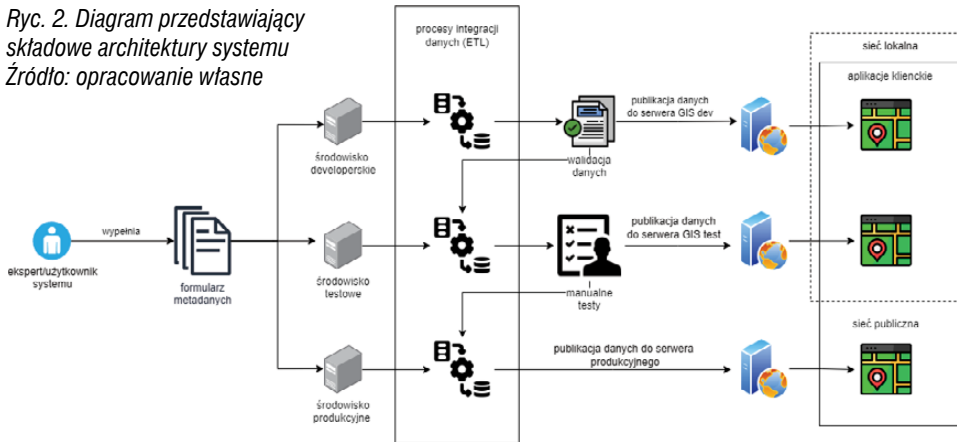 Ryc. 2. Diagram przedstawiający
składowe architektury systemu
Źródło: opracowanie własne
procesy integracji
danych (ETL)
sieć lokalna
aplikacje klienckie
środowisko
developerskie
walidacja
danych
publikacja danych
do serwera GIS dev
ekspert/użytkownik
systemu
wypełnia
formularz
metadanych
środowisko
testowe
manualne
testy
publikacja danych
do serwera GIS test
sieć publiczna
środowisko
produkcyjne
publikacja danych do serwera
produkcyjnego